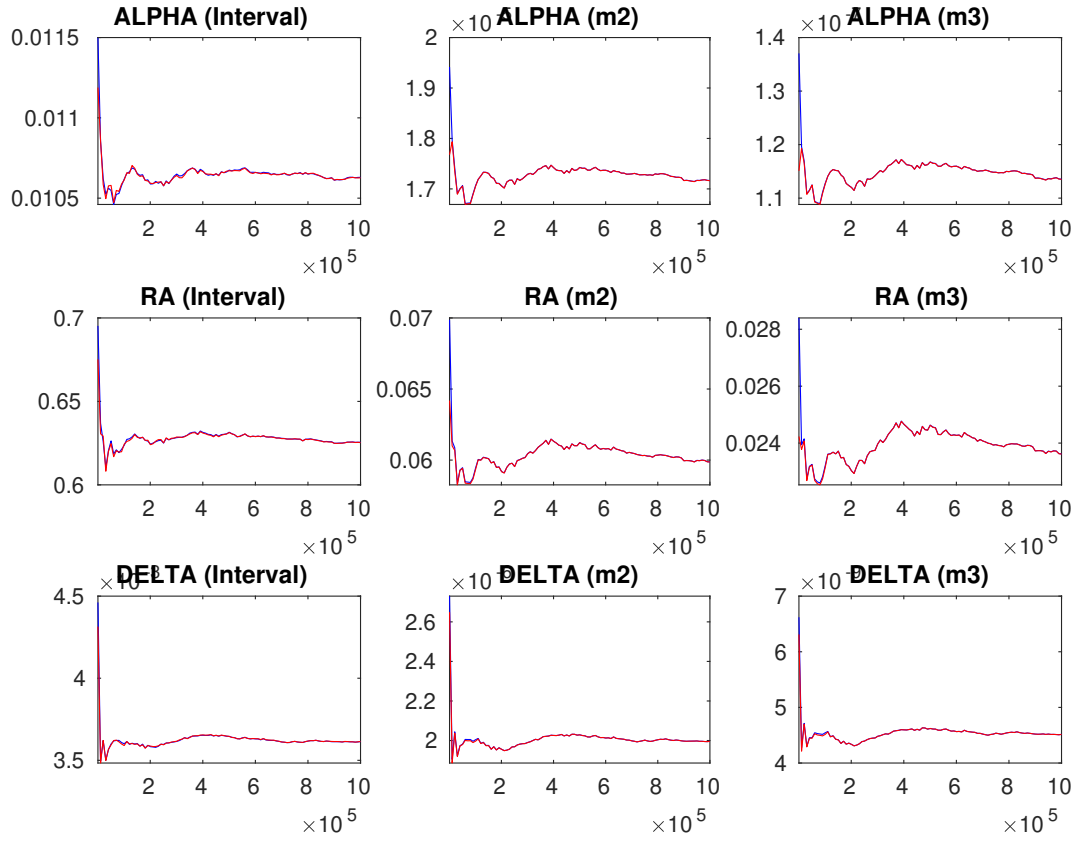 ALPHA (Interval)
0.0115
0.011
0.0105
2 4 6 8 10
×10 5
ALPHA (m2)
2
1.9
1.8
1.7
2 4 6 8 10
×10 5
ALPHA (m3)
1.4
1.3
1.2
1.1
2 4 6 8 10
×10 5
RA (Interval)
0.7
0.65
0.6
2 4 6 8 10
×10 5
RA (m2)
0.07
0.065
0.06
2 4 6 8 10
×10 5
RA (m3)
0.028
0.026
0.024
2 4 6 8 10
×10 5
DELTA (Interval)
4.5
4
3.5
2 4 6 8 10
×10 5
DELTA (m2)
2.6
2.4
2.2
2
2 4 6 8 10
×10 5
DELTA (m3)
7
6
5
4
2 4 6 8 10
×10 5